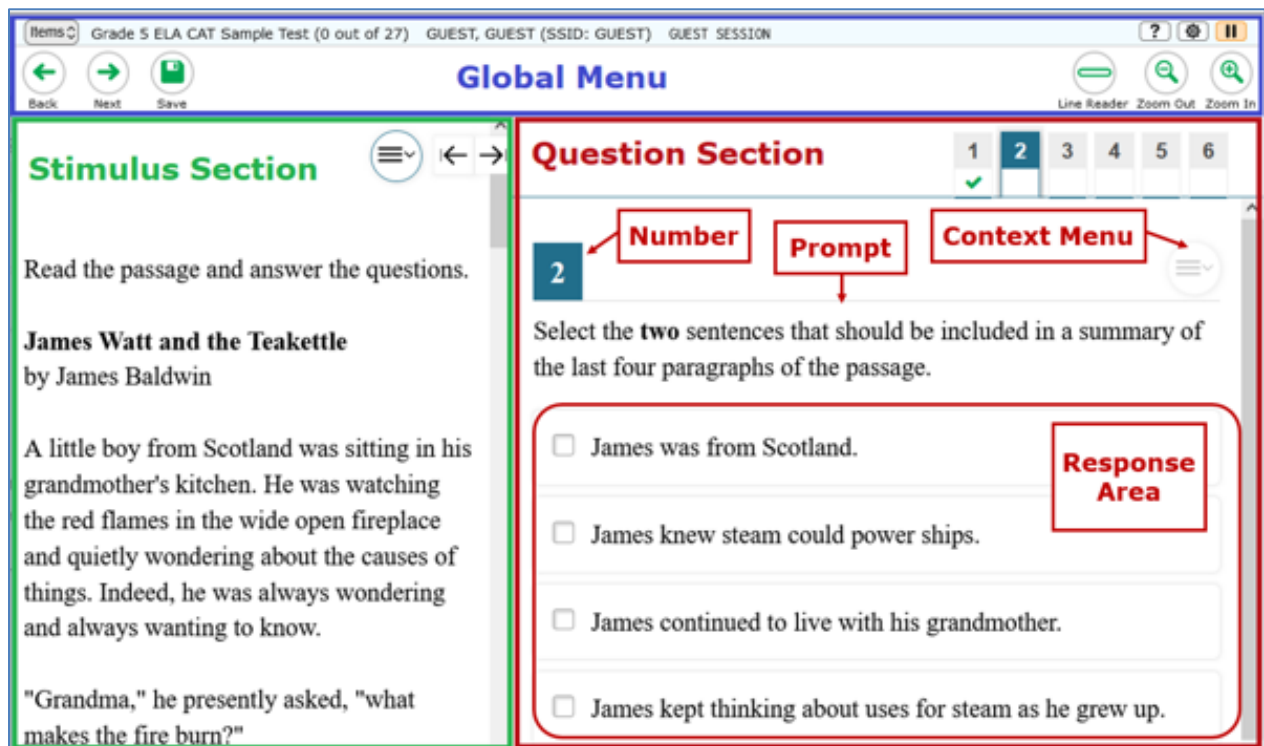 Items Grade 5 ELA CAT Sample Test (0 out of 27) GUEST, GUEST (SSID: GUEST) GUEST SESSION ?
Global Menu
Back Next Save Line Reader Zoom Out Zoom In
Stimulus Section
Read the passage and answer the questions.
James Watt and the Teakettle
by James Baldwin
A little boy from Scotland was sitting in his
grandmother's kitchen. He was watching
the red flames in the wide open fireplace
and quietly wondering about the causes of
things. Indeed, he was always wondering
and always wanting to know.
"Grandma," he presently asked, "what
makes the fire burn?"
Question Section
1 2 3 4 5 6
Number
Prompt
Context Menu
2
Select the two sentences that should be included in a summary of
the last four paragraphs of the passage.
Response
Area
James was from Scotland.
James knew steam could power ships.
James continued to live with his grandmother.
James kept thinking about uses for steam as he grew up.